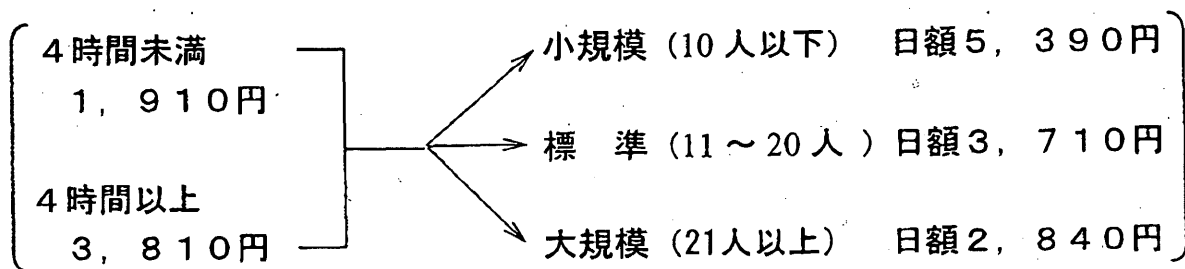 4時間未満
1,910円
4時間以上
3,810円
小規模(10人以下) 日額5,390円
標 準(11〜20人)日額3,710円
大規模(21人以上) 日額2,840円